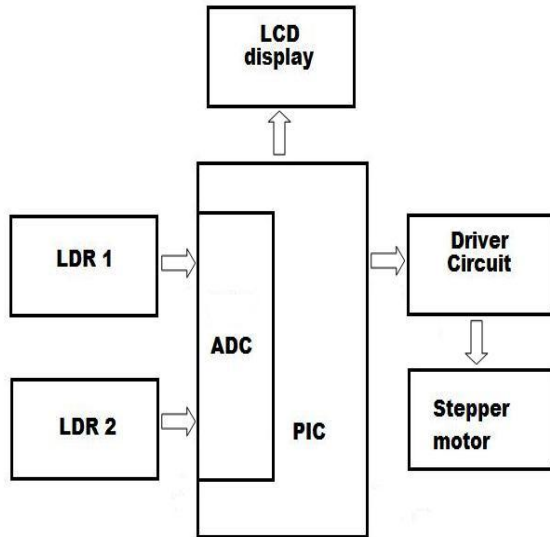 LCD
display
LDR 1
ADC
LDR 2
PIC
Driver
Circuit
Stepper
motor